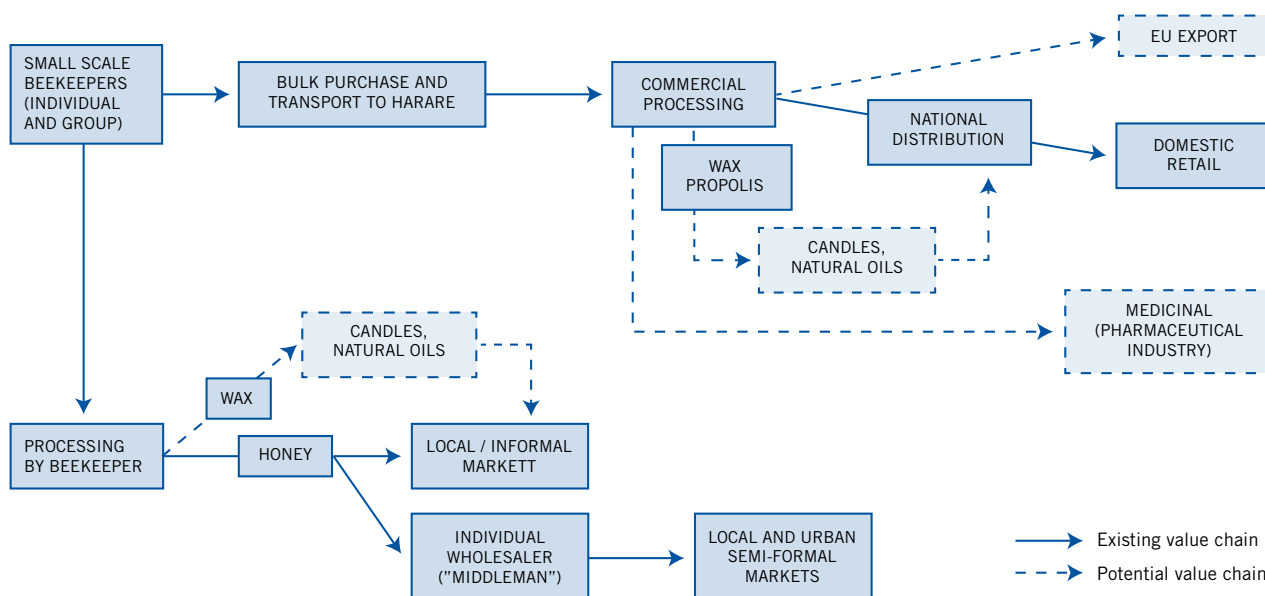 SMALL SCALE
BEEKEEPERS
(INDIVIDUAL
AND GROUP)
BULK PURCHASE AND
TRANSPORT TO HARARE
COMMERCIAL
PROCESSING
EU EXPORT
NATIONAL
DISTRIBUTION
DOMESTIC
RETAIL
WAX
PROPOLIS
CANDLES,
NATURAL OILS
MEDICINAL
(PHARMACEUTICAL
INDUSTRY)
CANDLES,
NATURAL OILS
WAX
PROCESSING
BY BEEKEEPER
HONEY
LOCAL / INFORMAL
MARKETT
INDIVIDUAL
WHOLESALER
("MIDDLEMAN")
LOCAL AND URBAN
SEMI-FORMAL
MARKETS
Existing value chain
Potential value chain